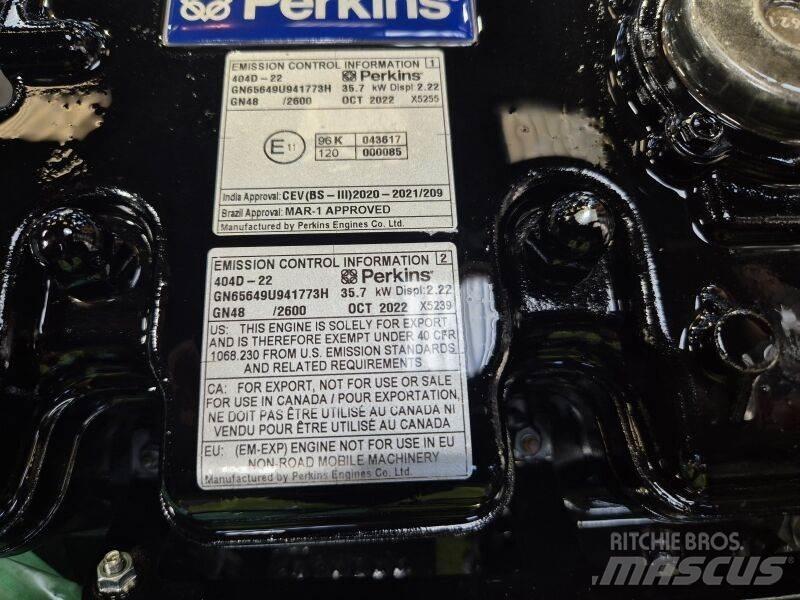 Perkins
EMISSION CONTROL INFORMATION 1
404D-22 Perkins
GN65649U941773H 35.7 kW Displ: 2.22
GN48 /2600 OCT 2022 X5255
E 11
96 K 043617
120 000085
India Approval: CEV(BS-III)2020-2021/209
Brazil Approval: MAR-1 APPROVED
Manufactured by Perkins Engines Co. Ltd.
EMISSION CONTROL INFORMATION 2
404D-22 Perkins
GN65649U941773H 35.7 kW Displ: 2.22
GN48 /2600 OCT 2022 X5239
US: THIS ENGINE IS SOLELY FOR EXPORT
AND IS THEREFORE EXEMPT UNDER 40 CFR
1068.230 FROM U.S. EMISSION STANDARDS
AND RELATED REQUIREMENTS
CA: FOR EXPORT, NOT FOR USE OR SALE
FOR USE IN CANADA / POUR EXPORTATION,
NE DOIT PAS ÊTRE UTILISÉ AU CANADA NI
VENDU POUR ÊTRE UTILISÉ AU CANADA
EU: (EM-EXP) ENGINE NOT FOR USE IN EU
NON-ROAD MOBILE MACHINERY
Manufactured by Perkins Engines Co. Ltd.
RITCHIE BROS.
MASCUS